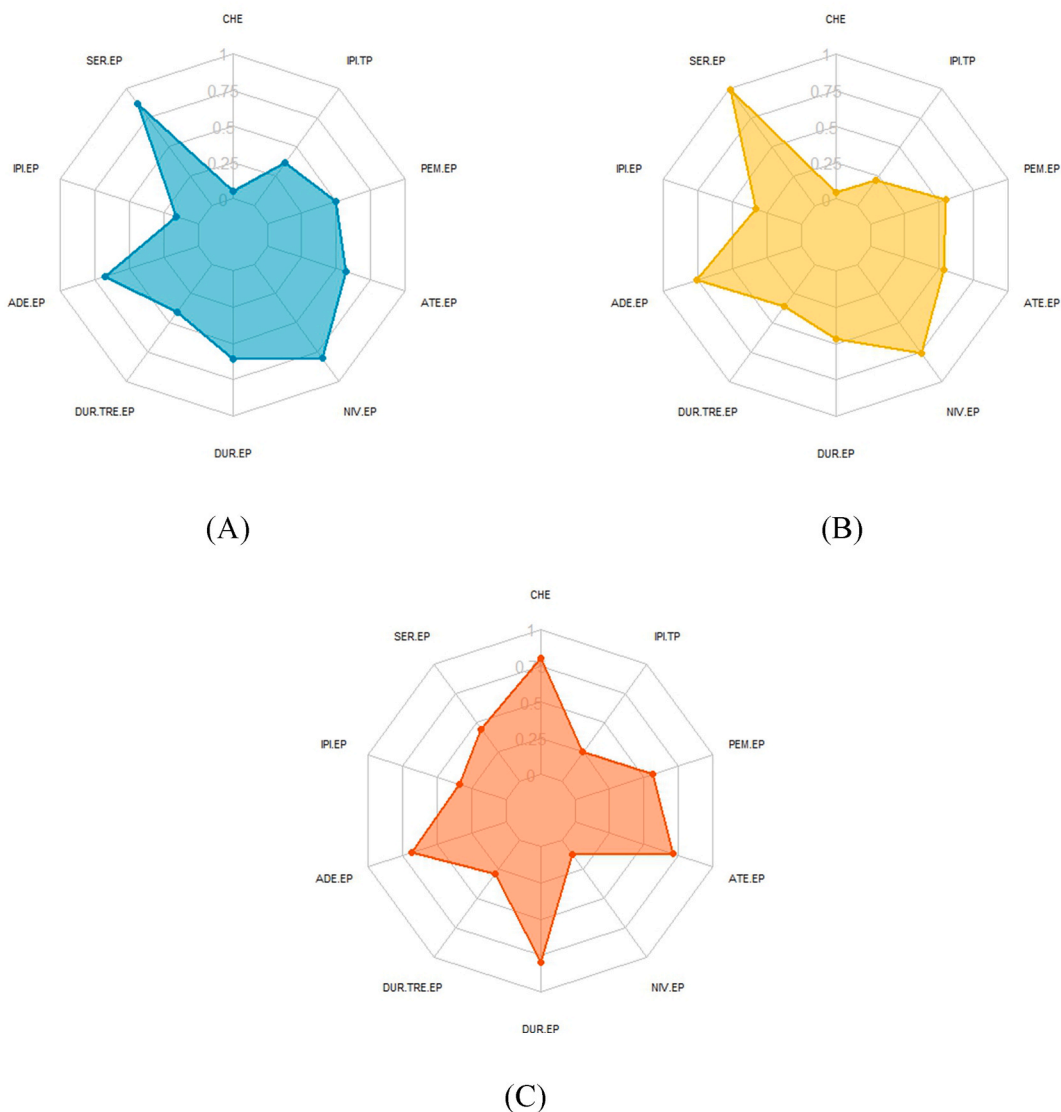 CHE
CHE
SER.EP
1
IPI.TP
SER.EP
1
IPI.TP
0.75
0.75
0.5
0.5
IPI.EP
0.25
PEM.EP
IPI.EP
0.25
PEM.EP
0
0
ADE.EP
ATE.EP
ADE.EP
ATE.EP
DUR.TRE.EP
NIV.EP
DUR.TRE.EP
NIV.EP
DUR.EP
DUR.EP
(A)
(B)
CHE
SER.EP
1
IPI.TP
0.75
0.5
IPI.EP
0.25
PEM.EP
0
ADE.EP
ATE.EP
DUR.TRE.EP
NIV.EP
DUR.EP
(C)